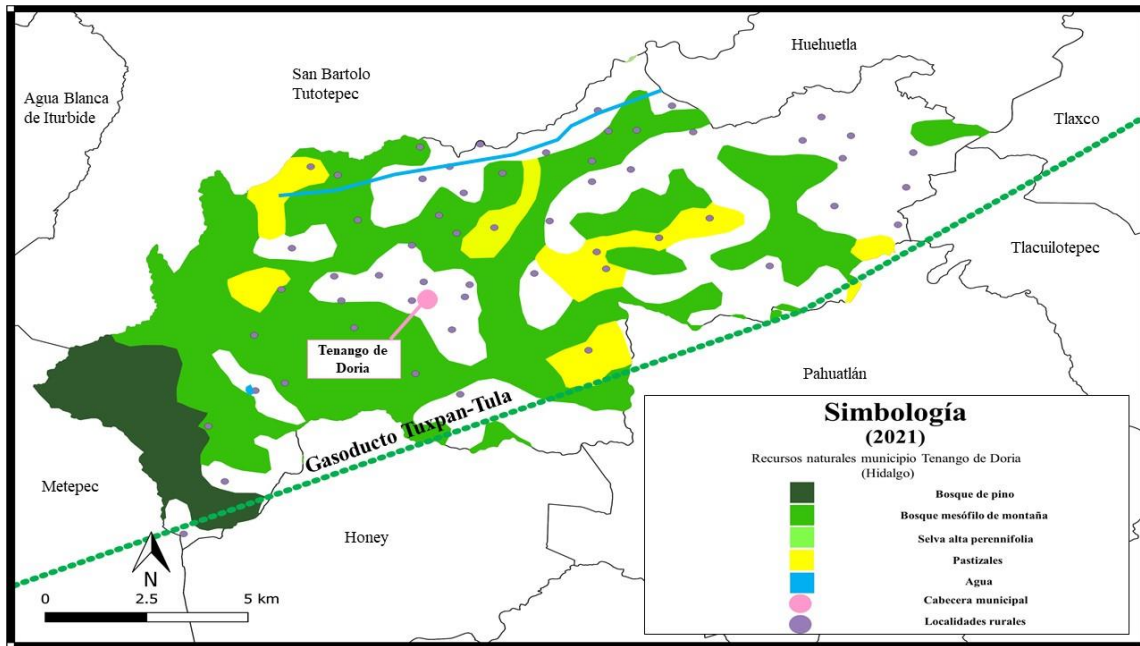 Huehuetla
San Bartolo
Tutotepec
Agua Blanca
de Iturbide
Tlaxco
Tlacuilotepec
Tenango de
Doria
Pahuatlán
Gasoducto Tuxpan-Tula
Metepec
Honey
N
0 2.5 5 km
Simbología
(2021)
Recursos naturales municipio Tenango de Doria
(Hidalgo)
Bosque de pino
Bosque mesófilo de montaña
Selva alta perennifolia
Pastizales
Agua
Cabecera municipal
Localidades rurales